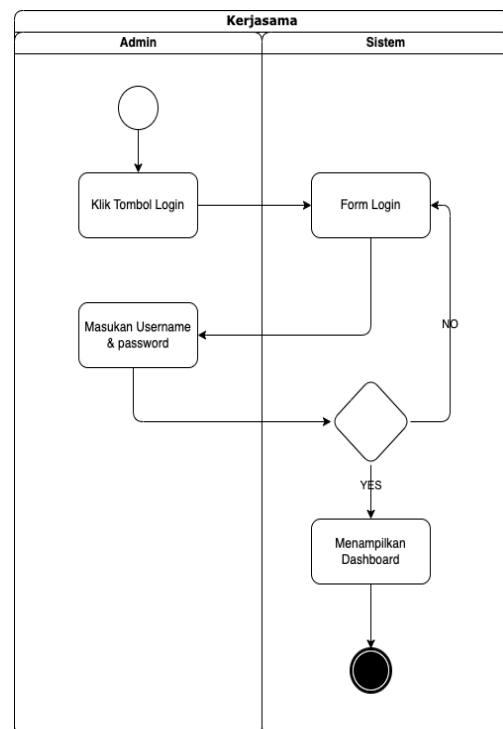 Kerjasama
Admin
Sistem
Klik Tombol Login
Form Login
Masukan Username
& password
NO
YES
Menampilkan
Dashboard